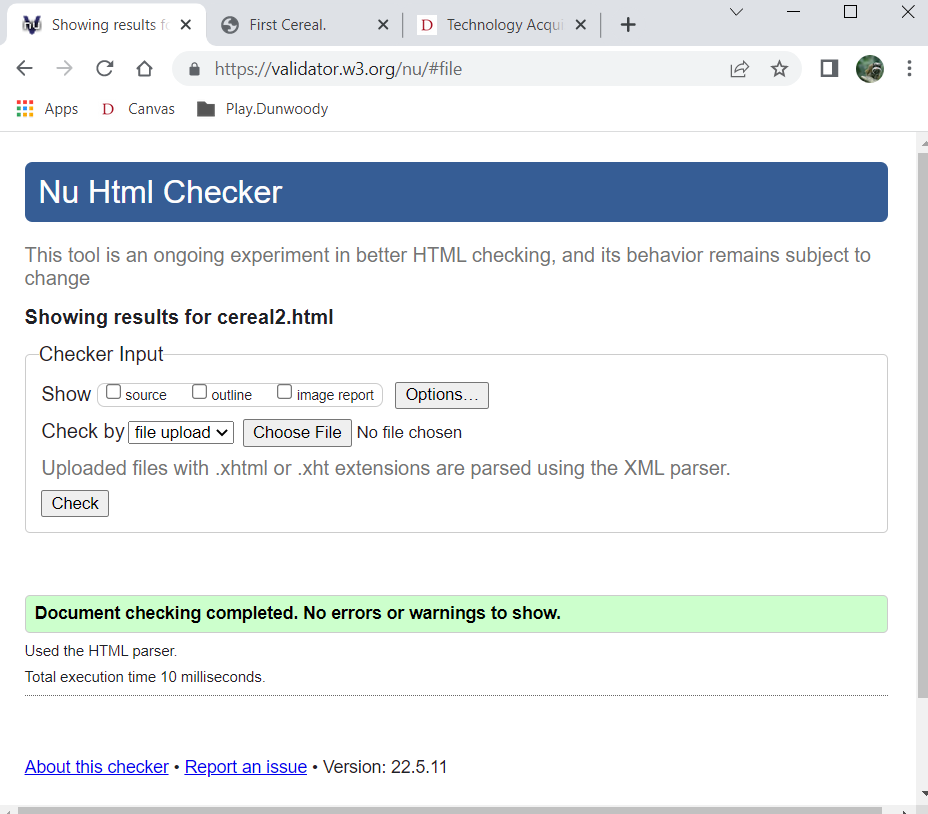 Showing results fo
First Cereal.
D Technology Acqui
https://validator.w3.org/nu/#file
Apps
D Canvas
Play.Dunwoody
Nu Html Checker
This tool is an ongoing experiment in better HTML checking, and its behavior remains subject to
change
Showing results for cereal2.html
Checker Input
Show source outline image report Options…
Check by file upload Choose File No file chosen
Uploaded files with .xhtml or .xht extensions are parsed using the XML parser.
Check
Document checking completed. No errors or warnings to show.
Used the HTML parser.
Total execution time 10 milliseconds.
About this checker • Report an issue • Version: 22.5.11